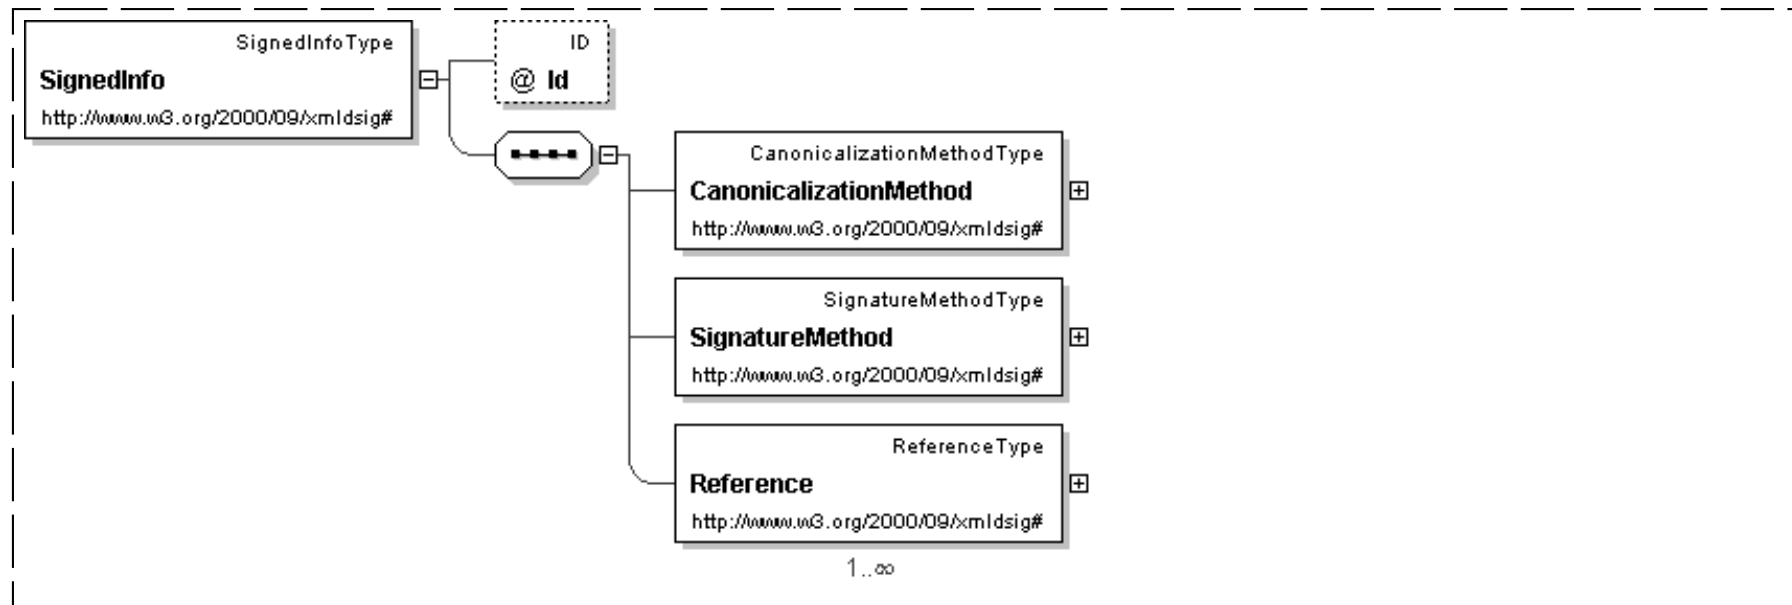 SignedInfoType
SignedInfo
http://www.w3.org/2000/09/xmldsig#
ID
@ Id
CanonicalizationMethodType
CanonicalizationMethod
http://www.w3.org/2000/09/xmldsig#
SignatureMethodType
SignatureMethod
http://www.w3.org/2000/09/xmldsig#
ReferenceType
Reference
http://www.w3.org/2000/09/xmldsig#
1..∞